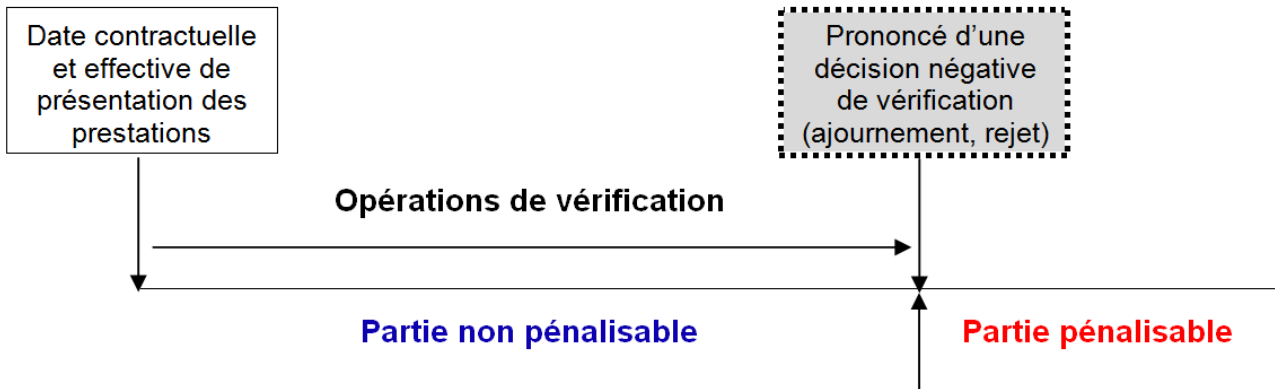 Date contractuelle
et effective de
présentation des
prestations
Prononcé d'une
décision négative
de vérification
(ajournement, rejet)
Opérations de vérification
Partie non pénalisable
Partie pénalisable